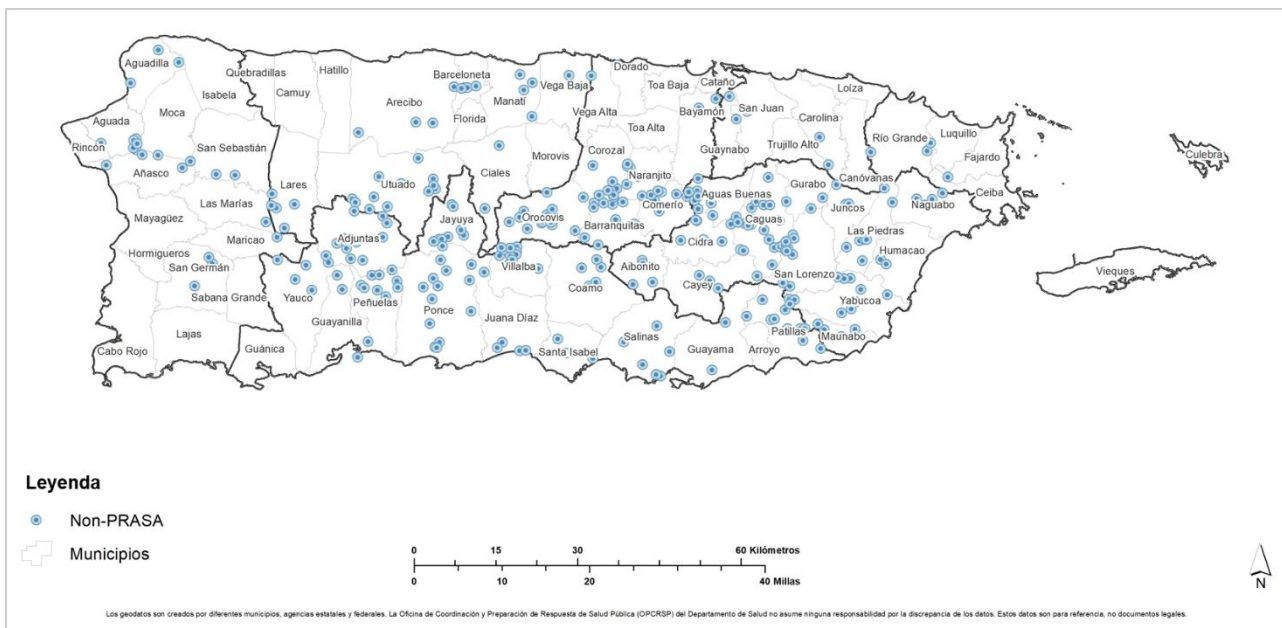 Aguadilla
Quebradillas
Hatillo
Camuy
Isabela
Moca
Barceloneta
Arecibo
Manatí
Vega Baja
Dorado
Toa Baja
Cataño
Loíza
Vega Alta
Bayamón
San Juan
Carolina
Aguada
Florida
Toa Alta
Río Grande
Luquillo
Rincón
San Sebastián
Morovis
Corozal
Guaynabo
Trujillo Alto
Fajardo
Culebra
Añasco
Lares
Utuado
Ciales
Naranjito
Canóvanas
Ceiba
Las Marías
Aguas Buenas
Gurabo
Juncos
Naguabo
Mayagüez
Jayuya
Orocovis
Comerío
Barranquitas
Caguas
Las Piedras
Maricao
Adjuntas
Cidra
Humacao
Hormigueros
San Germán
Villalba
Aibonito
San Lorenzo
Vieques
Sabana Grande
Yauco
Peñuelas
Coamo
Cayey
Yabucoa
Guayanilla
Ponce
Juana Díaz
Lajas
Salinas
Patillas
Maunabo
Cabo Rojo
Guánica
Santa Isabel
Guayama
Arroyo
Leyenda
Non-PRASA
Municipios
0 15 30 60 Kilómetros
0 10 20 40 Millas
N
Los geodatos son creados por diferentes municipios, agencias estatales y federales. La Oficina de Coordinación y Preparación de Respuesta de Salud Pública (OPCRSP) del Departamento de Salud no asume ninguna responsabilidad por la discrepancia de los datos. Estos datos son para referencia, no documentos legales.